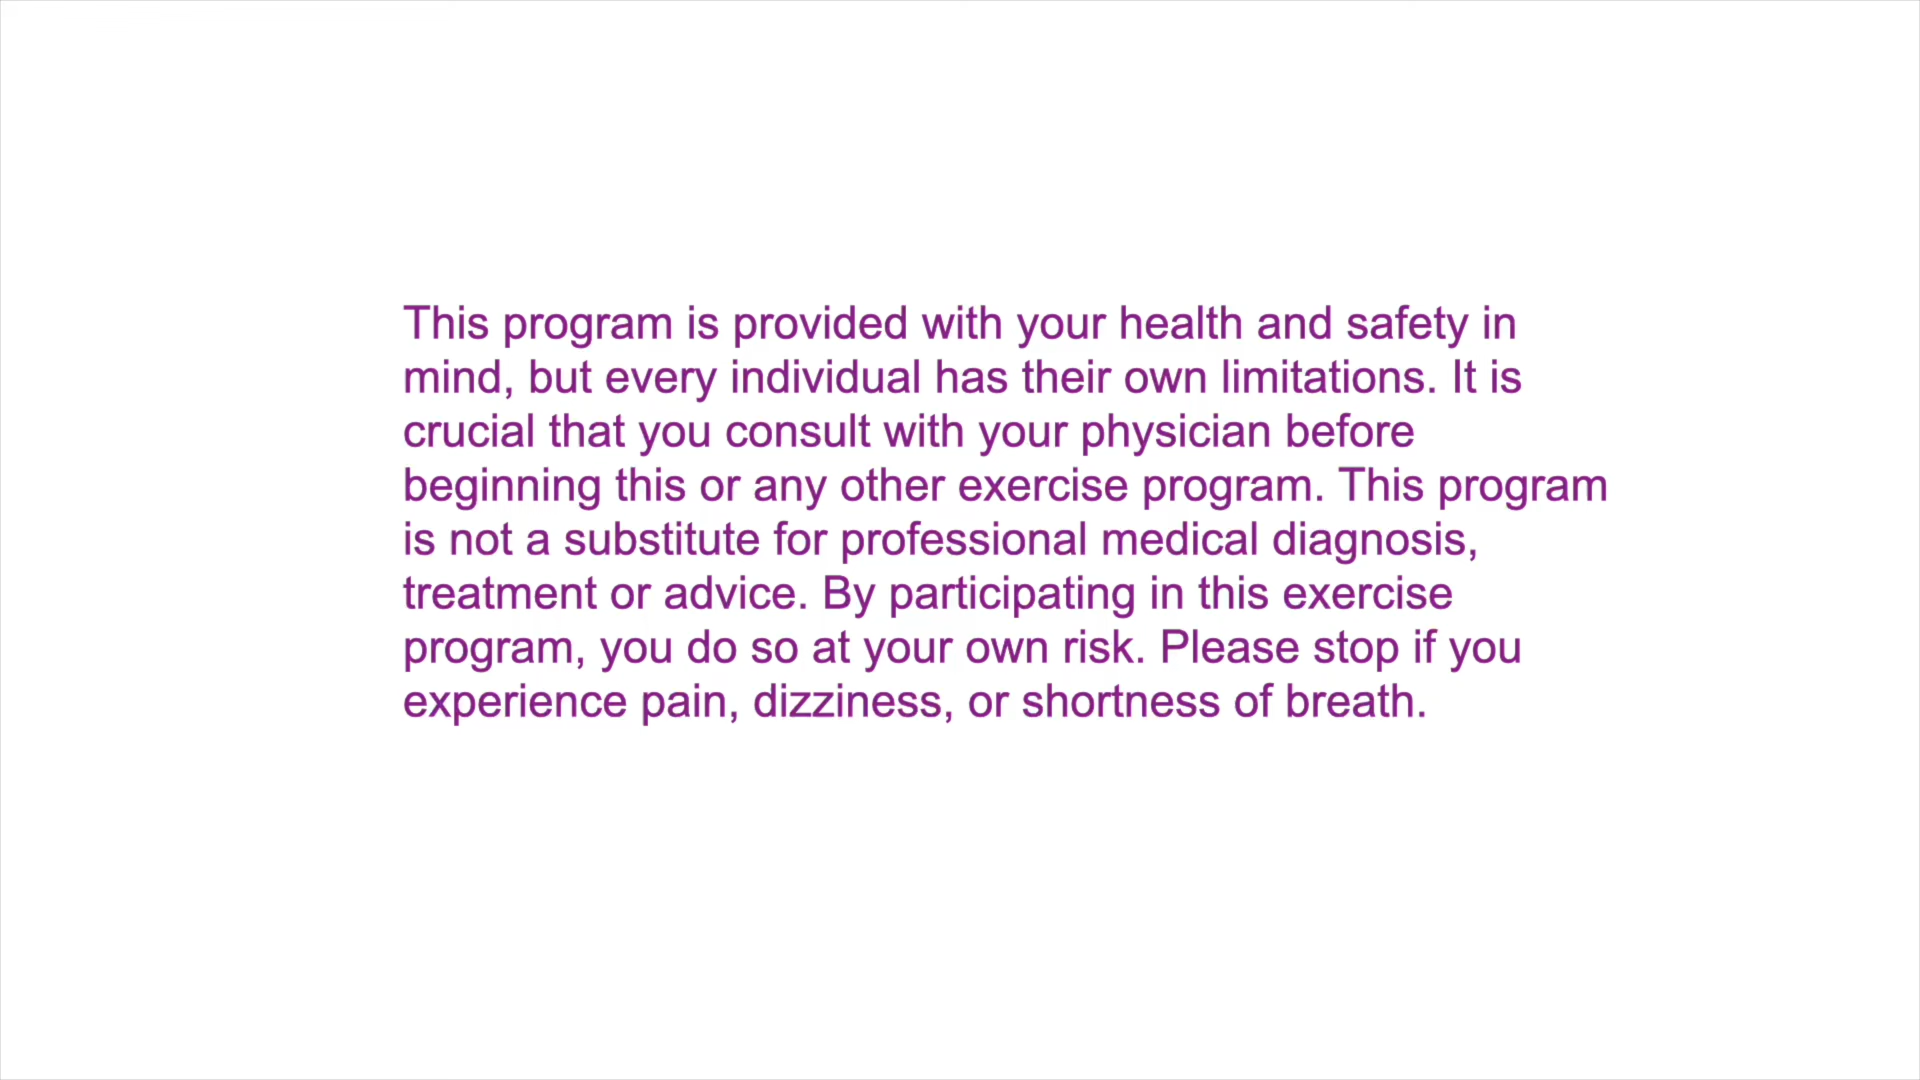 This program is provided with your health and safety in
mind, but every individual has their own limitations. It is
crucial that you consult with your physician before
beginning this or any other exercise program. This program
is not a substitute for professional medical diagnosis,
treatment or advice. By participating in this exercise
program, you do so at your own risk. Please stop if you
experience pain, dizziness, or shortness of breath.